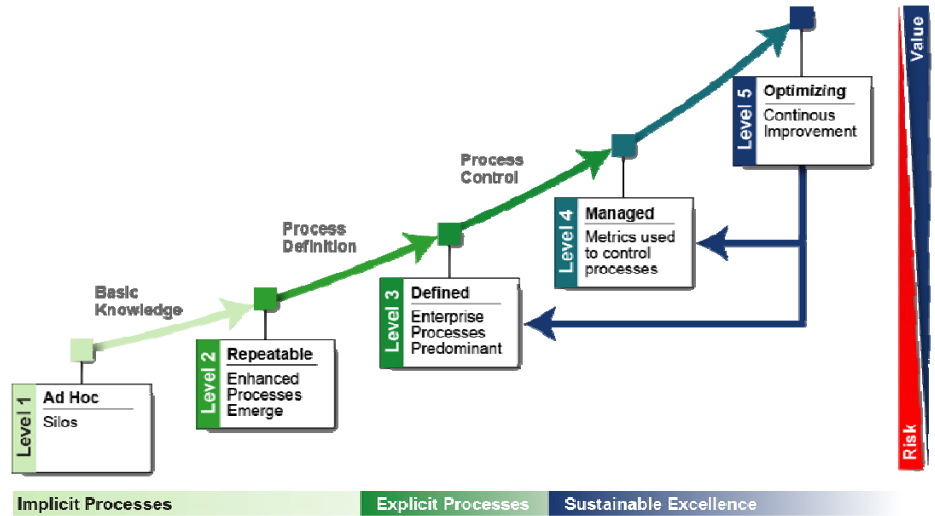 Level 1
Ad Hoc
Silos
Basic
Knowledge
Level 2
Repeatable
Enhanced
Processes
Emerge
Process
Definition
Level 3
Defined
Enterprise
Processes
Predominant
Process
Control
Level 4
Managed
Metrics used
to control
processes
Level 5
Optimizing
Continous
Improvement
Value
Risk
Implicit Processes
Explicit Processes
Sustainable Excellence